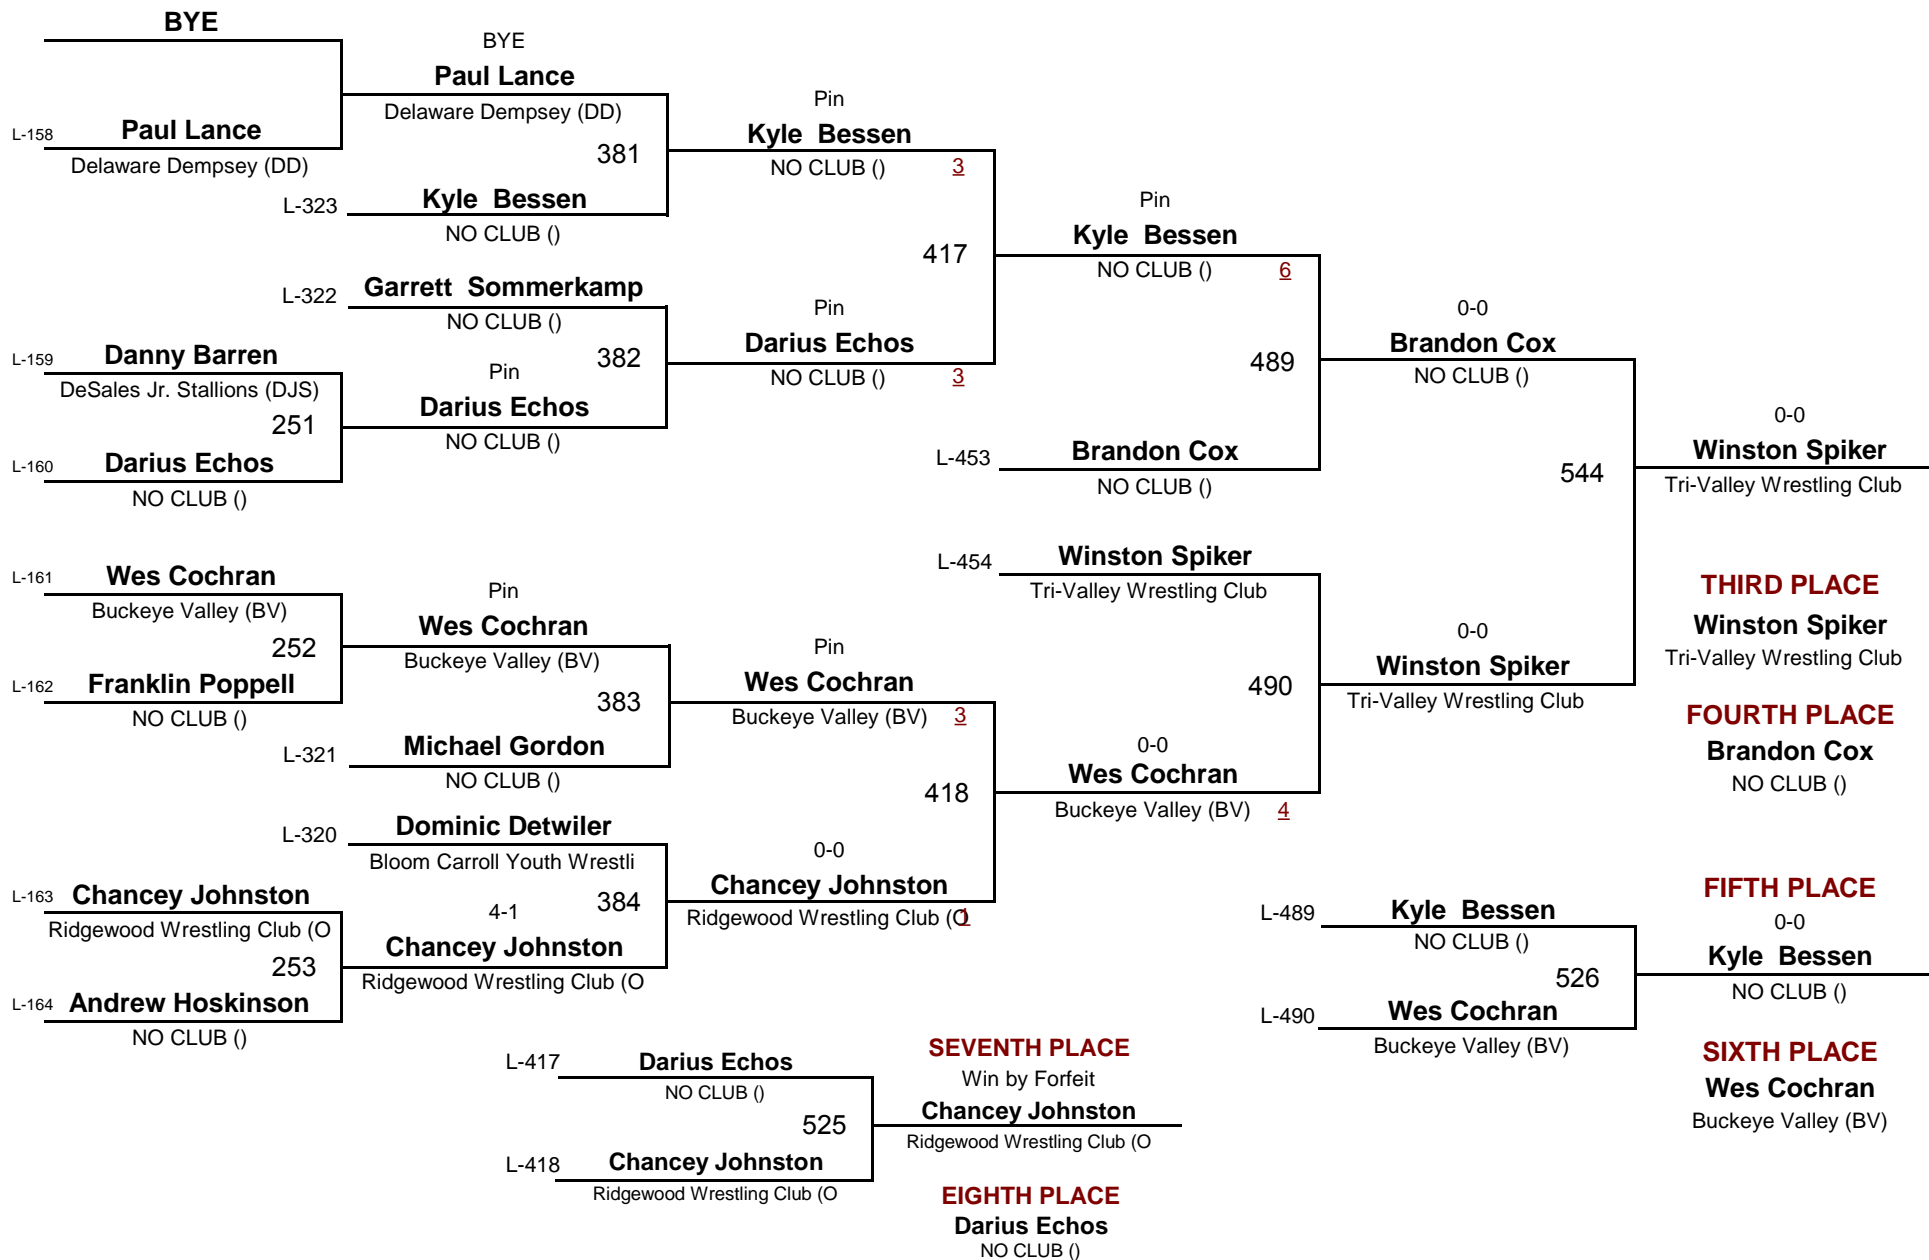 BYE
L-158 Paul Lance
Delaware Dempsey (DD)
BYE
Paul Lance
Delaware Dempsey (DD)
381
L-323 Kyle  Bessen
NO CLUB ()
Pin
Kyle  Bessen
NO CLUB () 3
417
L-322 Garrett  Sommerkamp
NO CLUB ()
382
L-159 Danny Barren
DeSales Jr. Stallions (DJS)
251
L-160 Darius Echos
NO CLUB ()
Pin
Darius Echos
NO CLUB ()
Pin
Darius Echos
NO CLUB () 3
Pin
Kyle  Bessen
NO CLUB () 6
489
L-453 Brandon Cox
NO CLUB ()
0-0
Brandon Cox
NO CLUB ()
544
0-0
Winston Spiker
Tri-Valley Wrestling Club
L-161 Wes Cochran
Buckeye Valley (BV)
252
L-162 Franklin Poppell
NO CLUB ()
Pin
Wes Cochran
Buckeye Valley (BV)
383
L-321 Michael Gordon
NO CLUB ()
Pin
Wes Cochran
Buckeye Valley (BV) 3
418
L-320 Dominic Detwiler
Bloom Carroll Youth Wrestli
384
L-163 Chancey Johnston
Ridgewood Wrestling Club (O
253
L-164 Andrew Hoskinson
NO CLUB ()
4-1
Chancey Johnston
Ridgewood Wrestling Club (O
0-0
Chancey Johnston
Ridgewood Wrestling Club (O 1
L-454 Winston Spiker
Tri-Valley Wrestling Club
490
0-0
Wes Cochran
Buckeye Valley (BV) 4
0-0
Winston Spiker
Tri-Valley Wrestling Club
THIRD PLACE
Winston Spiker
Tri-Valley Wrestling Club
FOURTH PLACE
Brandon Cox
NO CLUB ()
L-489 Kyle  Bessen
NO CLUB ()
526
L-490 Wes Cochran
Buckeye Valley (BV)
FIFTH PLACE
0-0
Kyle  Bessen
NO CLUB ()
SIXTH PLACE
Wes Cochran
Buckeye Valley (BV)
L-417 Darius Echos
NO CLUB ()
525
L-418 Chancey Johnston
Ridgewood Wrestling Club (O
SEVENTH PLACE
Win by Forfeit
Chancey Johnston
Ridgewood Wrestling Club (O
EIGHTH PLACE
Darius Echos
NO CLUB ()